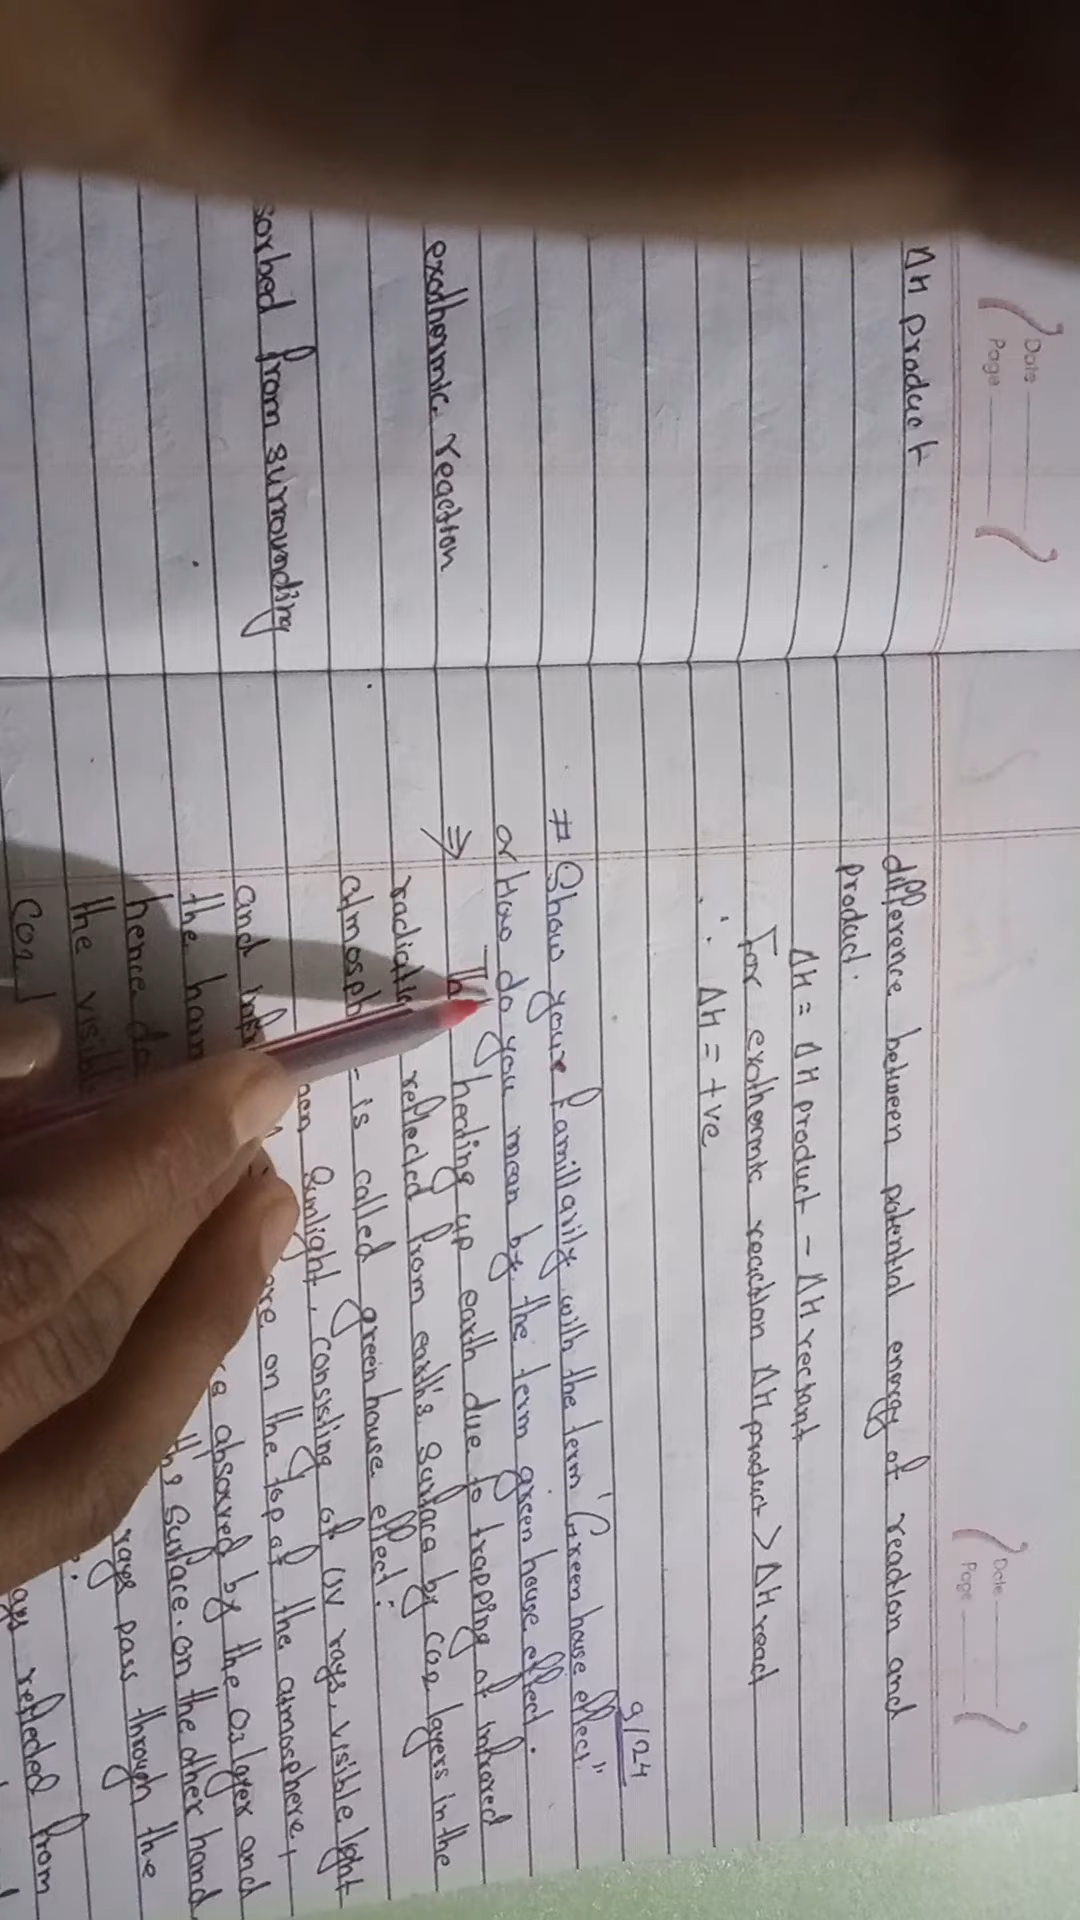 Date
Page
ΔH product
exothermic reaction
sorbed from surrounding
Date
Page
difference between potential energy of reaction and
product.
ΔH = ΔH product - ΔH rectant
For exothermic reaction ΔH product > ΔH react
∴ ΔH = +ve
9/24
# Show your familiarily with the term "Green house effect"
or How do you mean by the term green house effect.
⇒ heating up earth due to trapping of infrared
reflected from earth's surface by co2 layers in the
atmosph is called green house effect.
Sunlight, consisting of UV rays, visible light
and are on the top of the atmosphere,
the absorved by the O3 layer and
hence the surface. on the other hand
the visible rays pass through the
reflected from